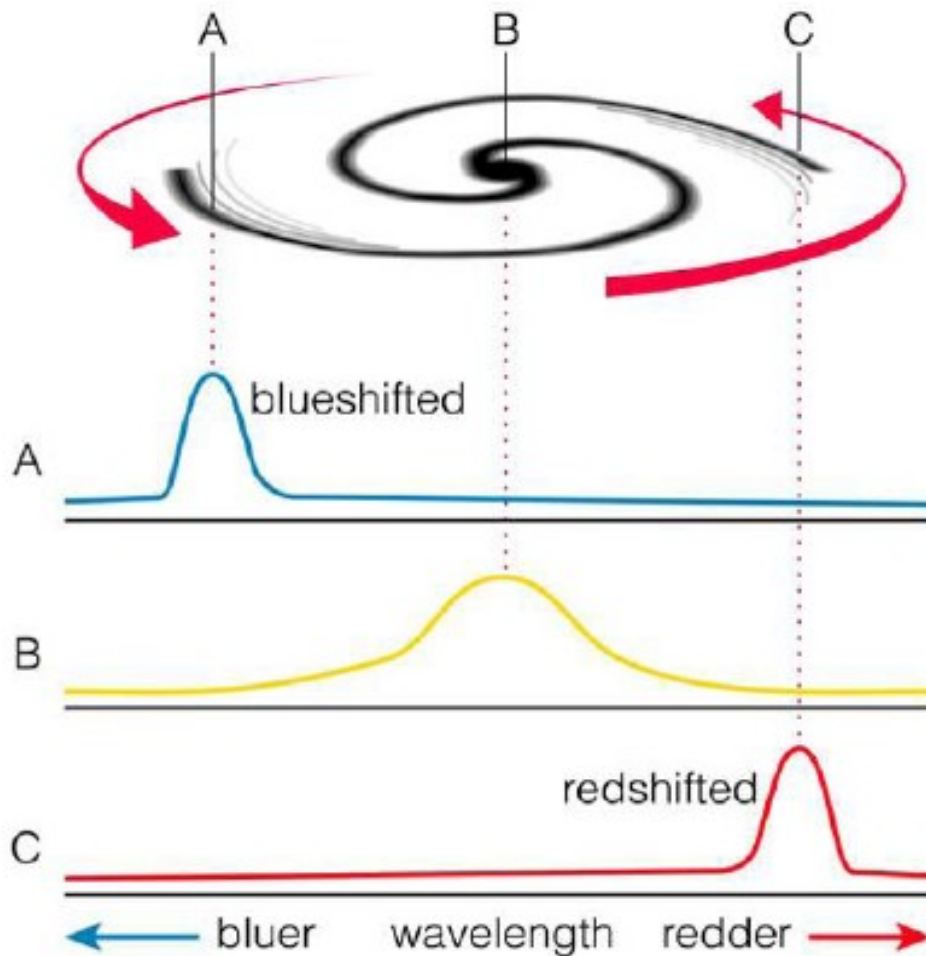 A B C
blueshifted
A
B
redshifted
C
bluer wavelength redder